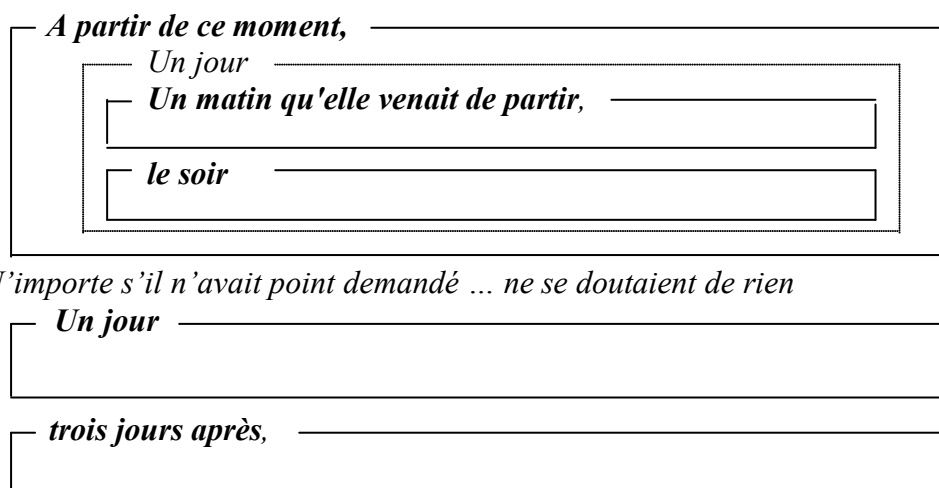 A partir de ce moment,
Un jour
Un matin qu'elle venait de partir,
le soir
’importe s’il n’avait point demandé … ne se doutaient de rien
Un jour
trois jours après,